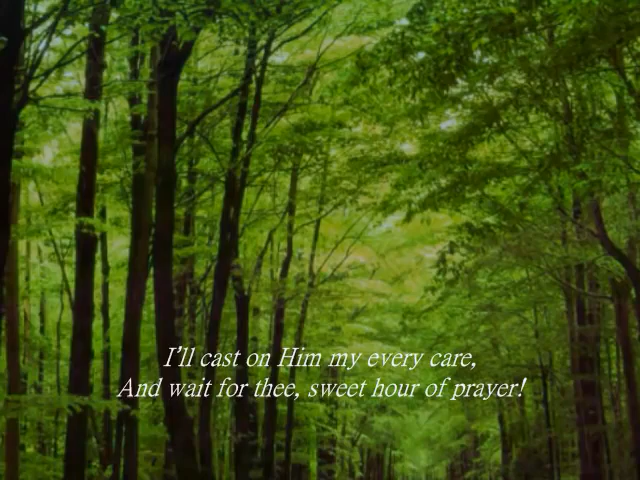 I'll cast on Him my every care,
And wait for thee, sweet hour of prayer!